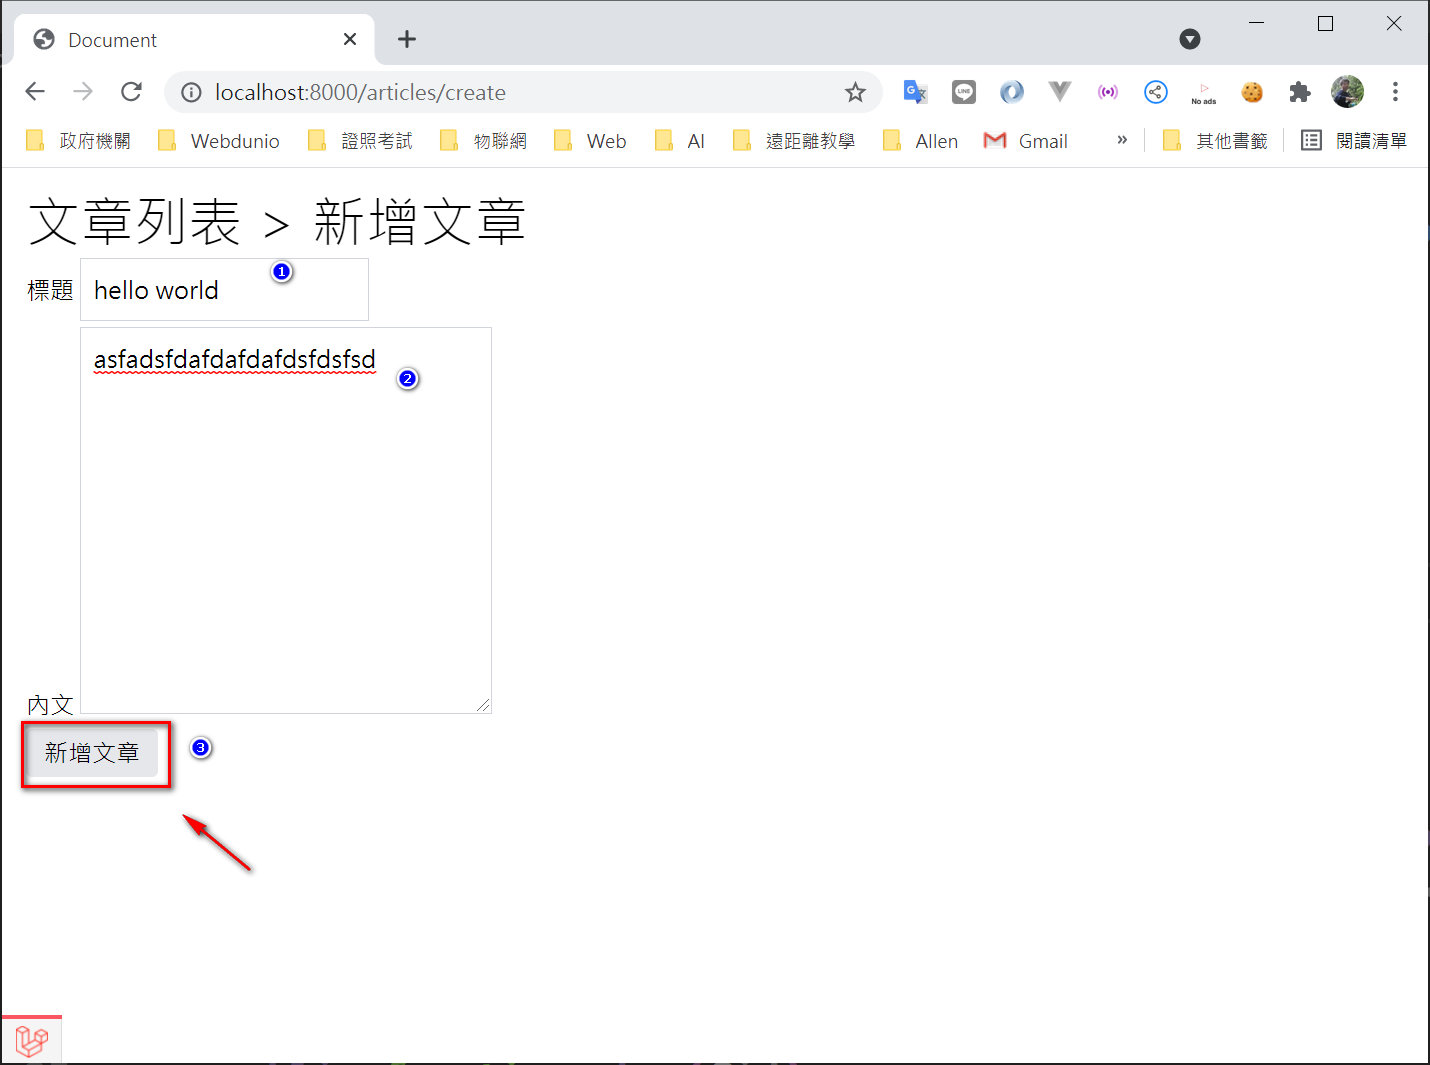 Document
localhost:8000/articles/create
No ads
政府機關 Webdunio 證照考試 物聯網 Web AI 遠距離教學 Allen Gmail » 其他書籤 閱讀清單
文章列表 > 新增文章
1
標題 hello world
asfadsfdafdafdafdsfdsfsd
2
內文
新增文章 3